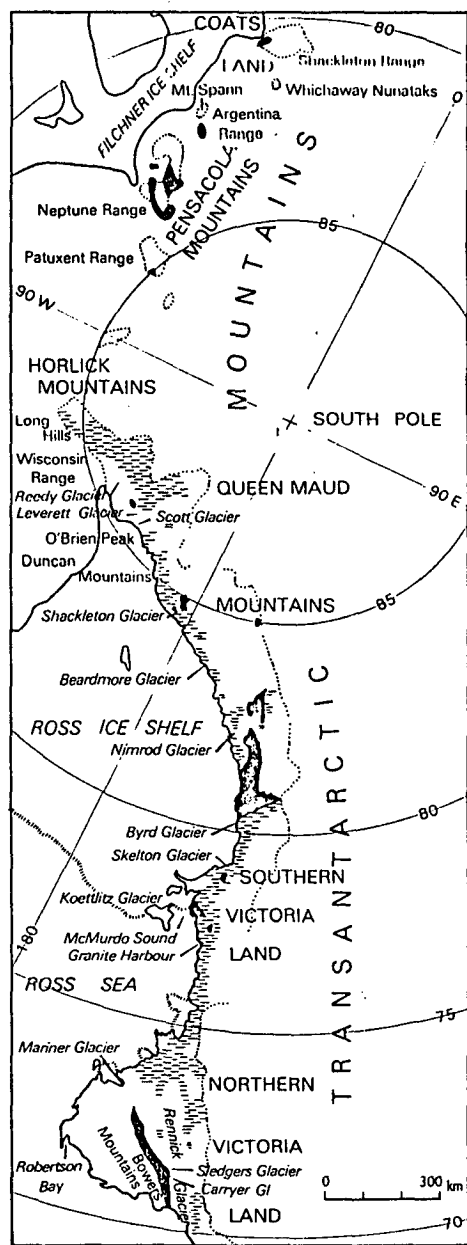 COATS
80
LAND
Shackleton Range
FILCHNER ICE SHELF
Mt. Spann
Whichaway Nunataks
Argentina
Range
0
PENSACOLA
MOUNTAINS
Neptune Range
85
Patuxent Range
90 W
MOUNTAINS
HORLICK
MOUNTAINS
Long
Hills
SOUTH POLE
Wisconsin
Range
Reedy Glacier
QUEEN MAUD
90 E
Leverett Glacier
Scott Glacier
O'Brien Peak
Duncan
Mountains
MOUNTAINS
85
Shackleton Glacier
Beardmore Glacier
ROSS ICE SHELF
Nimrod Glacier
TRANSANTARCTIC
80
Byrd Glacier
Skelton Glacier
SOUTHERN
Koettlitz Glacier
VICTORIA
McMurdo Sound
Granite Harbour
LAND
180
ROSS SEA
75
Mariner Glacier
NORTHERN
Rennick
Glacier
VICTORIA
Bowers
Mountains
Robertson
Bay
Sledgers Glacier
Carryer Gl
LAND
0 300 km
70